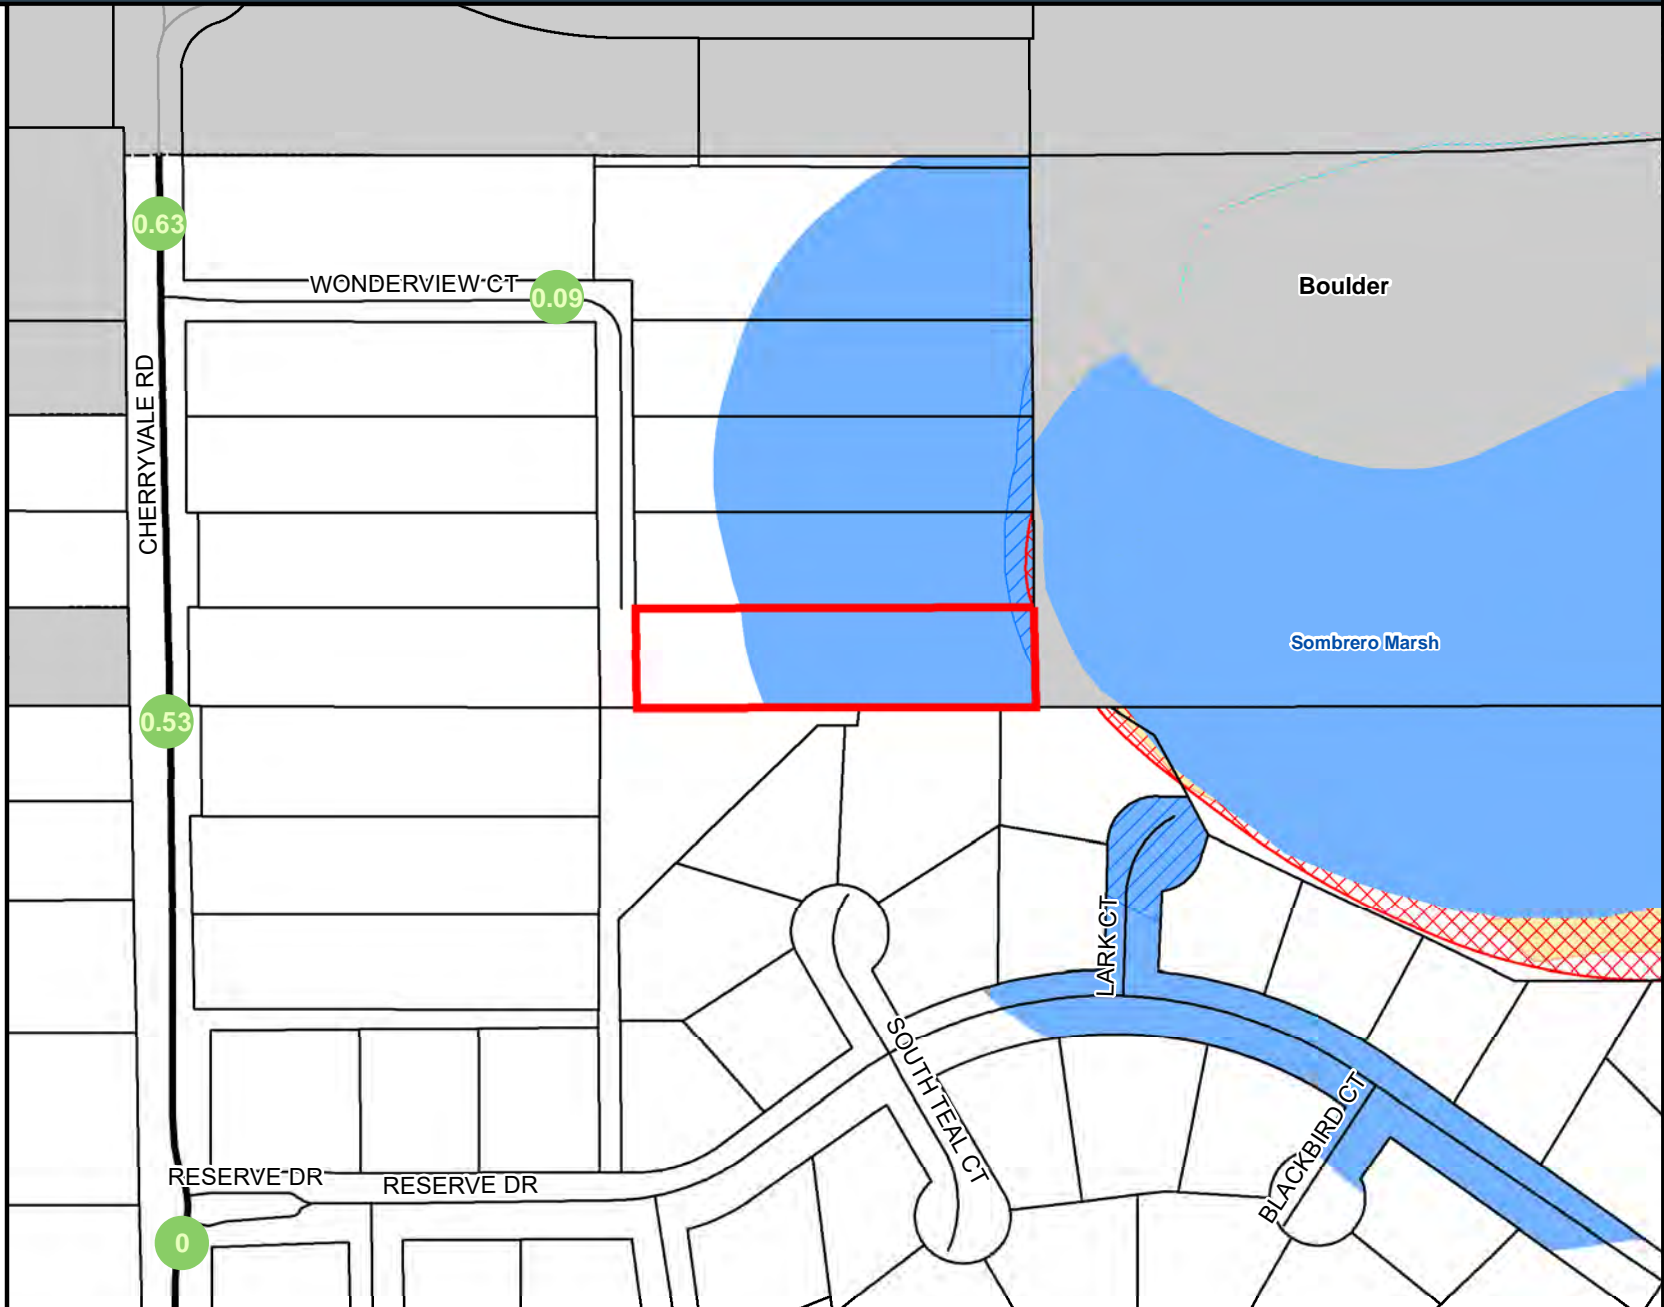 0.63
WONDERVIEW CT
0.09
Boulder
CHERRYVALE RD
Sombrero Marsh
0.53
LARK CT
SOUTH TEAL CT
BLACKBIRD CT
RESERVE DR
RESERVE DR
0